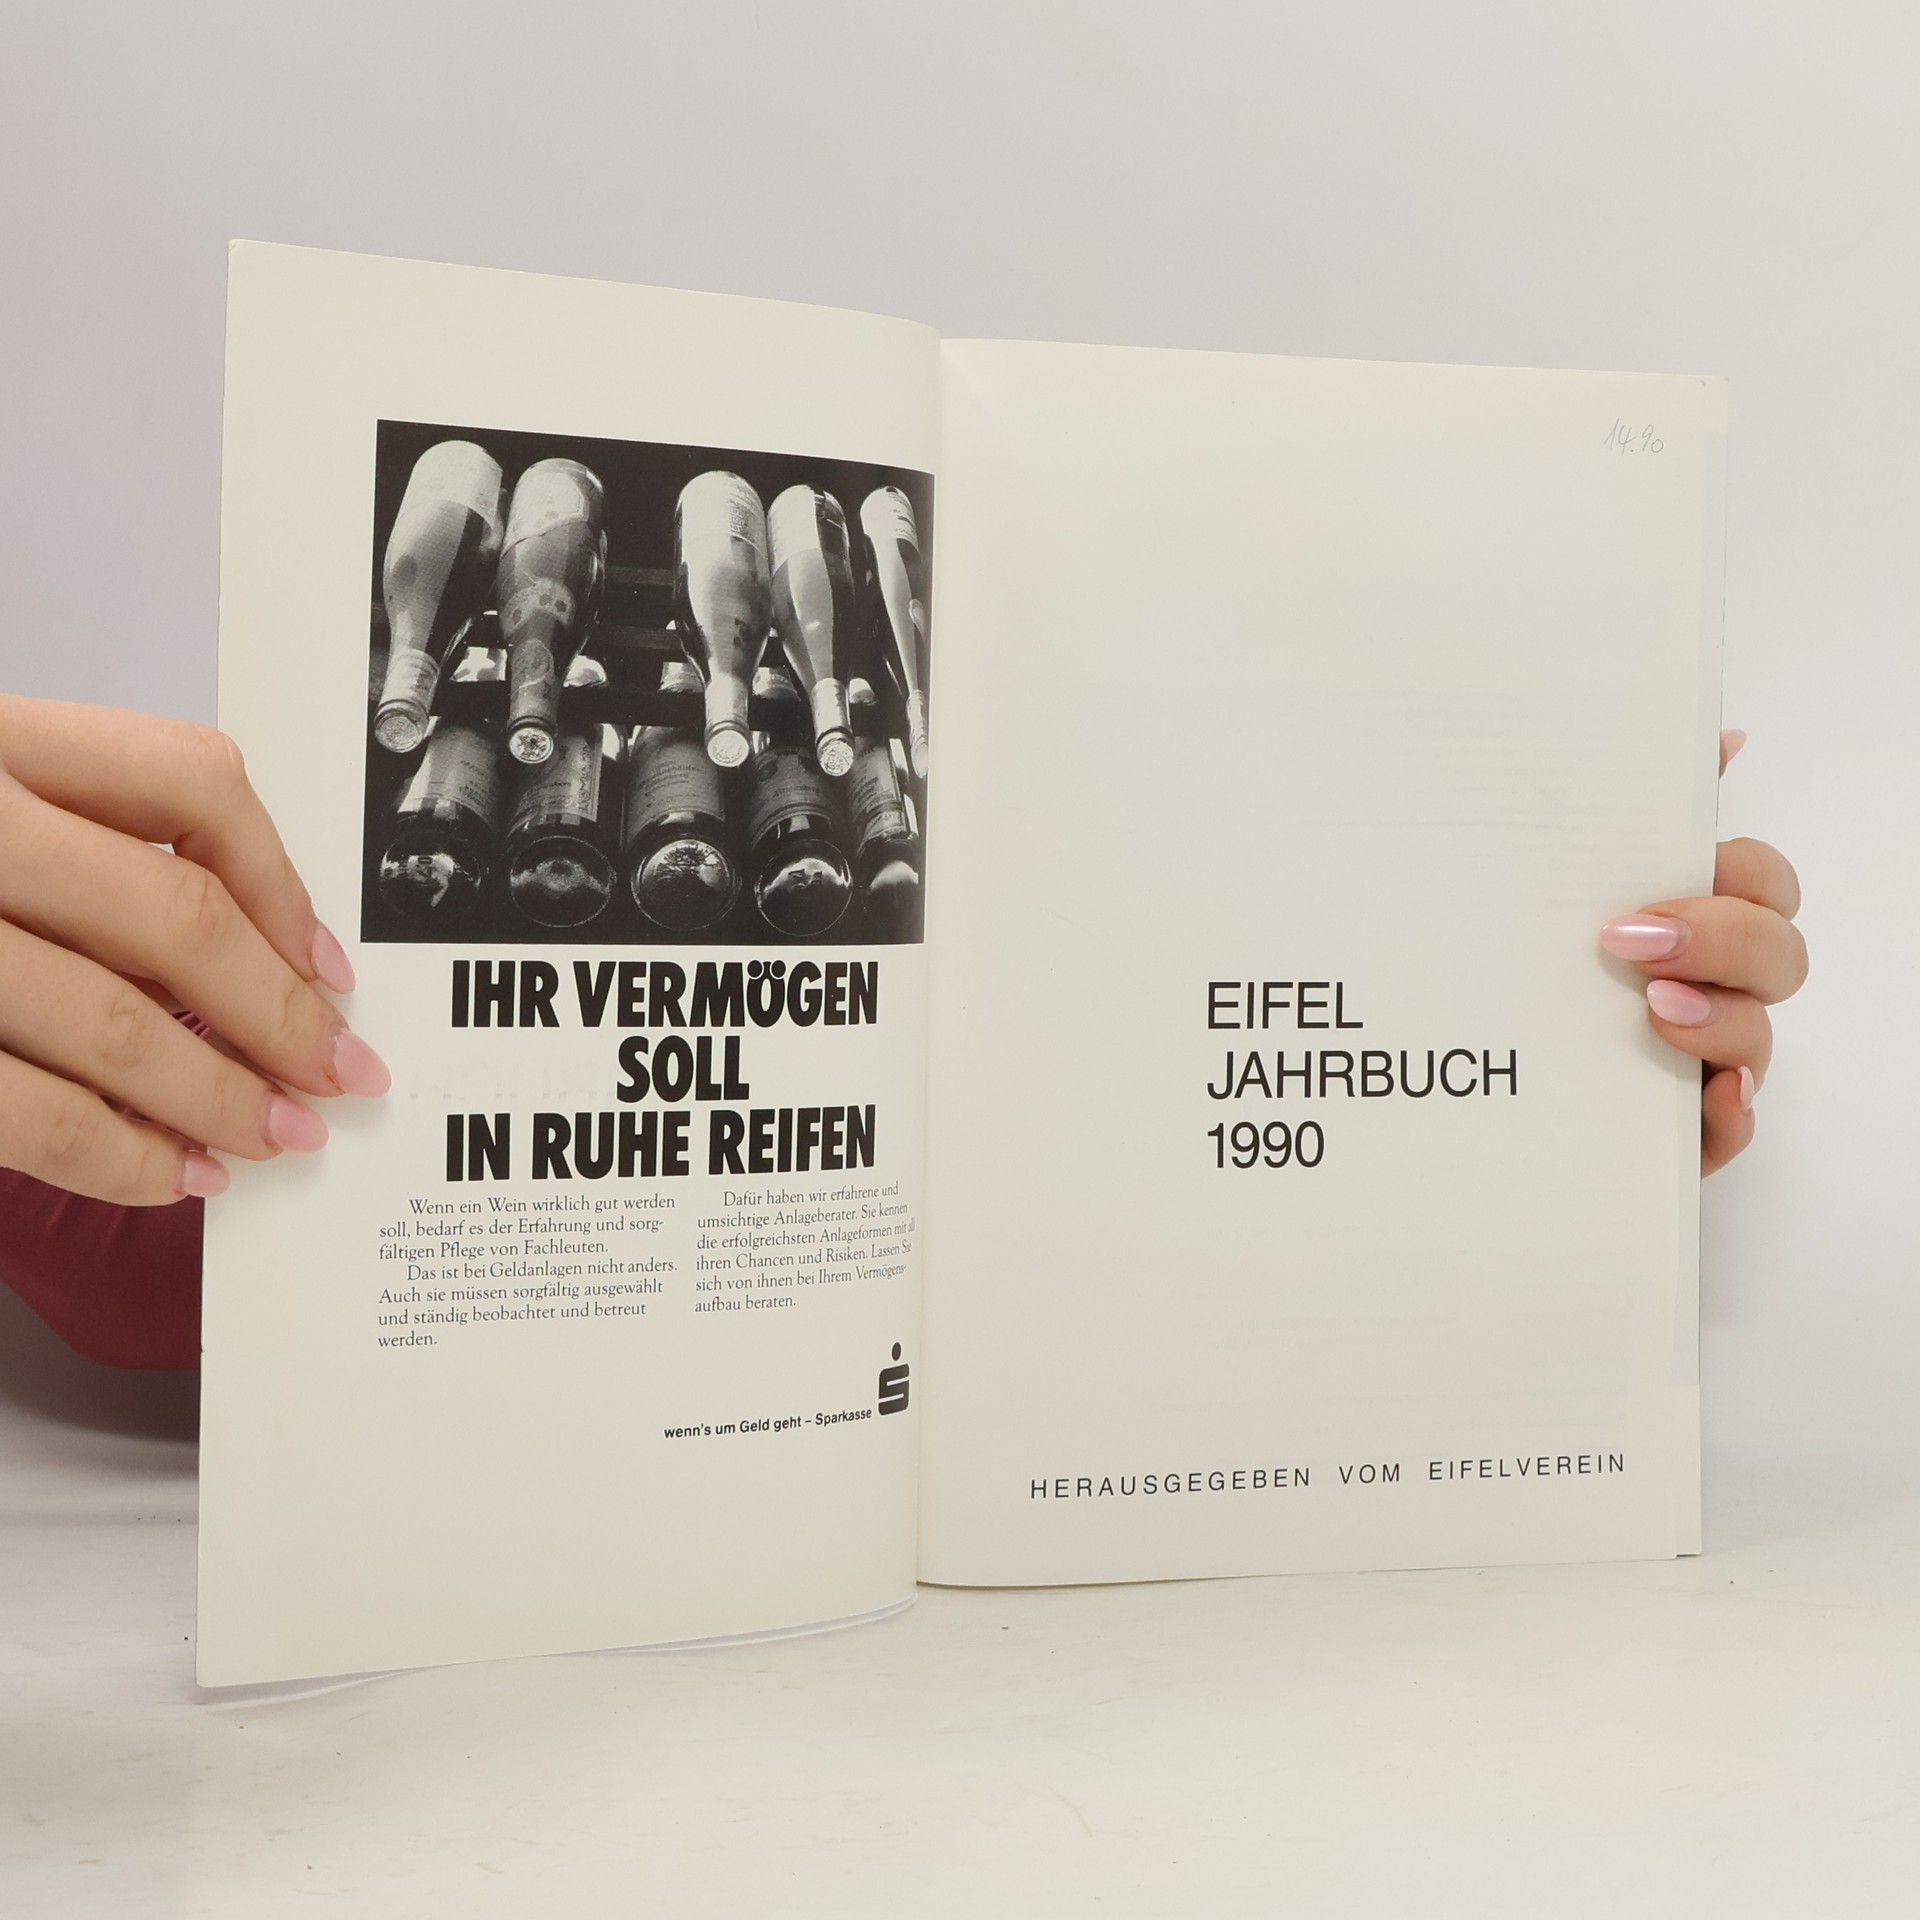 IHR VERMÖGEN
SOLL
IN RUHE REIFEN
Wenn ein Wein wirklich gut werden
soll, bedarf es der Erfahrung und sorg-
fältigen Pflege von Fachleuten.
Das ist bei Geldanlagen nicht anders.
Auch sie müssen sorgfältig ausgewählt
und ständig beobachtet und betreut
werden.
Dafür haben wir erfahrene und
umsichtige Anlageberater. Sie kennen
die erfolgreichsten Anlageformen mit all
ihren Chancen und Risiken. Lassen Sie
sich von ihnen bei Ihrem Vermögens-
aufbau beraten.
wenn's um Geld geht – Sparkasse
14.90
EIFEL
JAHRBUCH
1990
HERAUSGEGEBEN VOM EIFELVEREIN